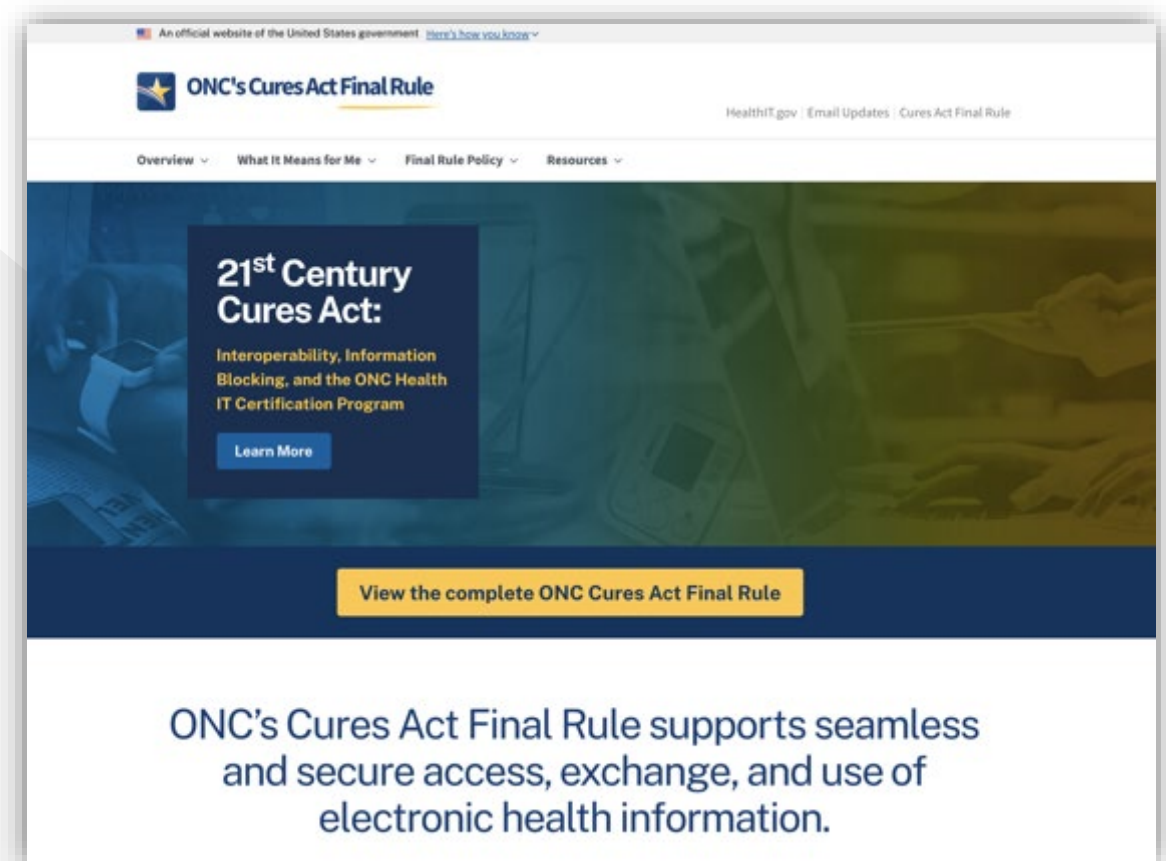 An official website of the United States government Here's how you know
ONC's Cures Act Final Rule
HealthIT.gov | Email Updates | Cures Act Final Rule
Overview What It Means for Me Final Rule Policy Resources
21st Century
Cures Act:
Interoperability, Information
Blocking, and the ONC Health
IT Certification Program
Learn More
View the complete ONC Cures Act Final Rule
ONC's Cures Act Final Rule supports seamless
and secure access, exchange, and use of
electronic health information.